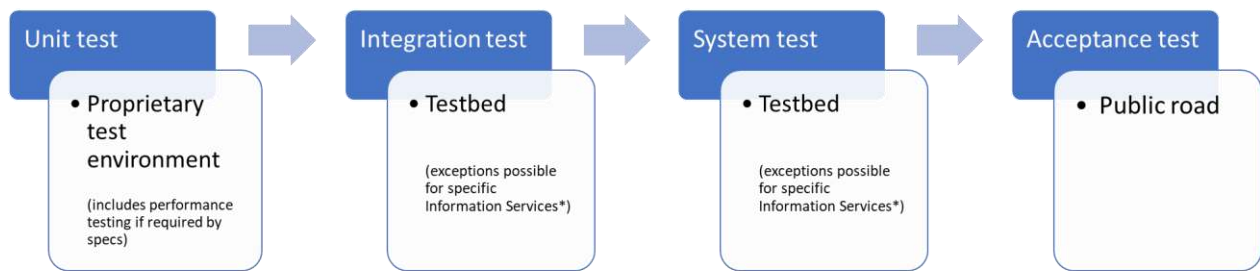 Unit test
• Proprietary
test
environment
(includes performance
testing if required by
specs)
Integration test
• Testbed
(exceptions possible
for specific
Information Services*)
System test
• Testbed
(exceptions possible
for specific
Information Services*)
Acceptance test
• Public road